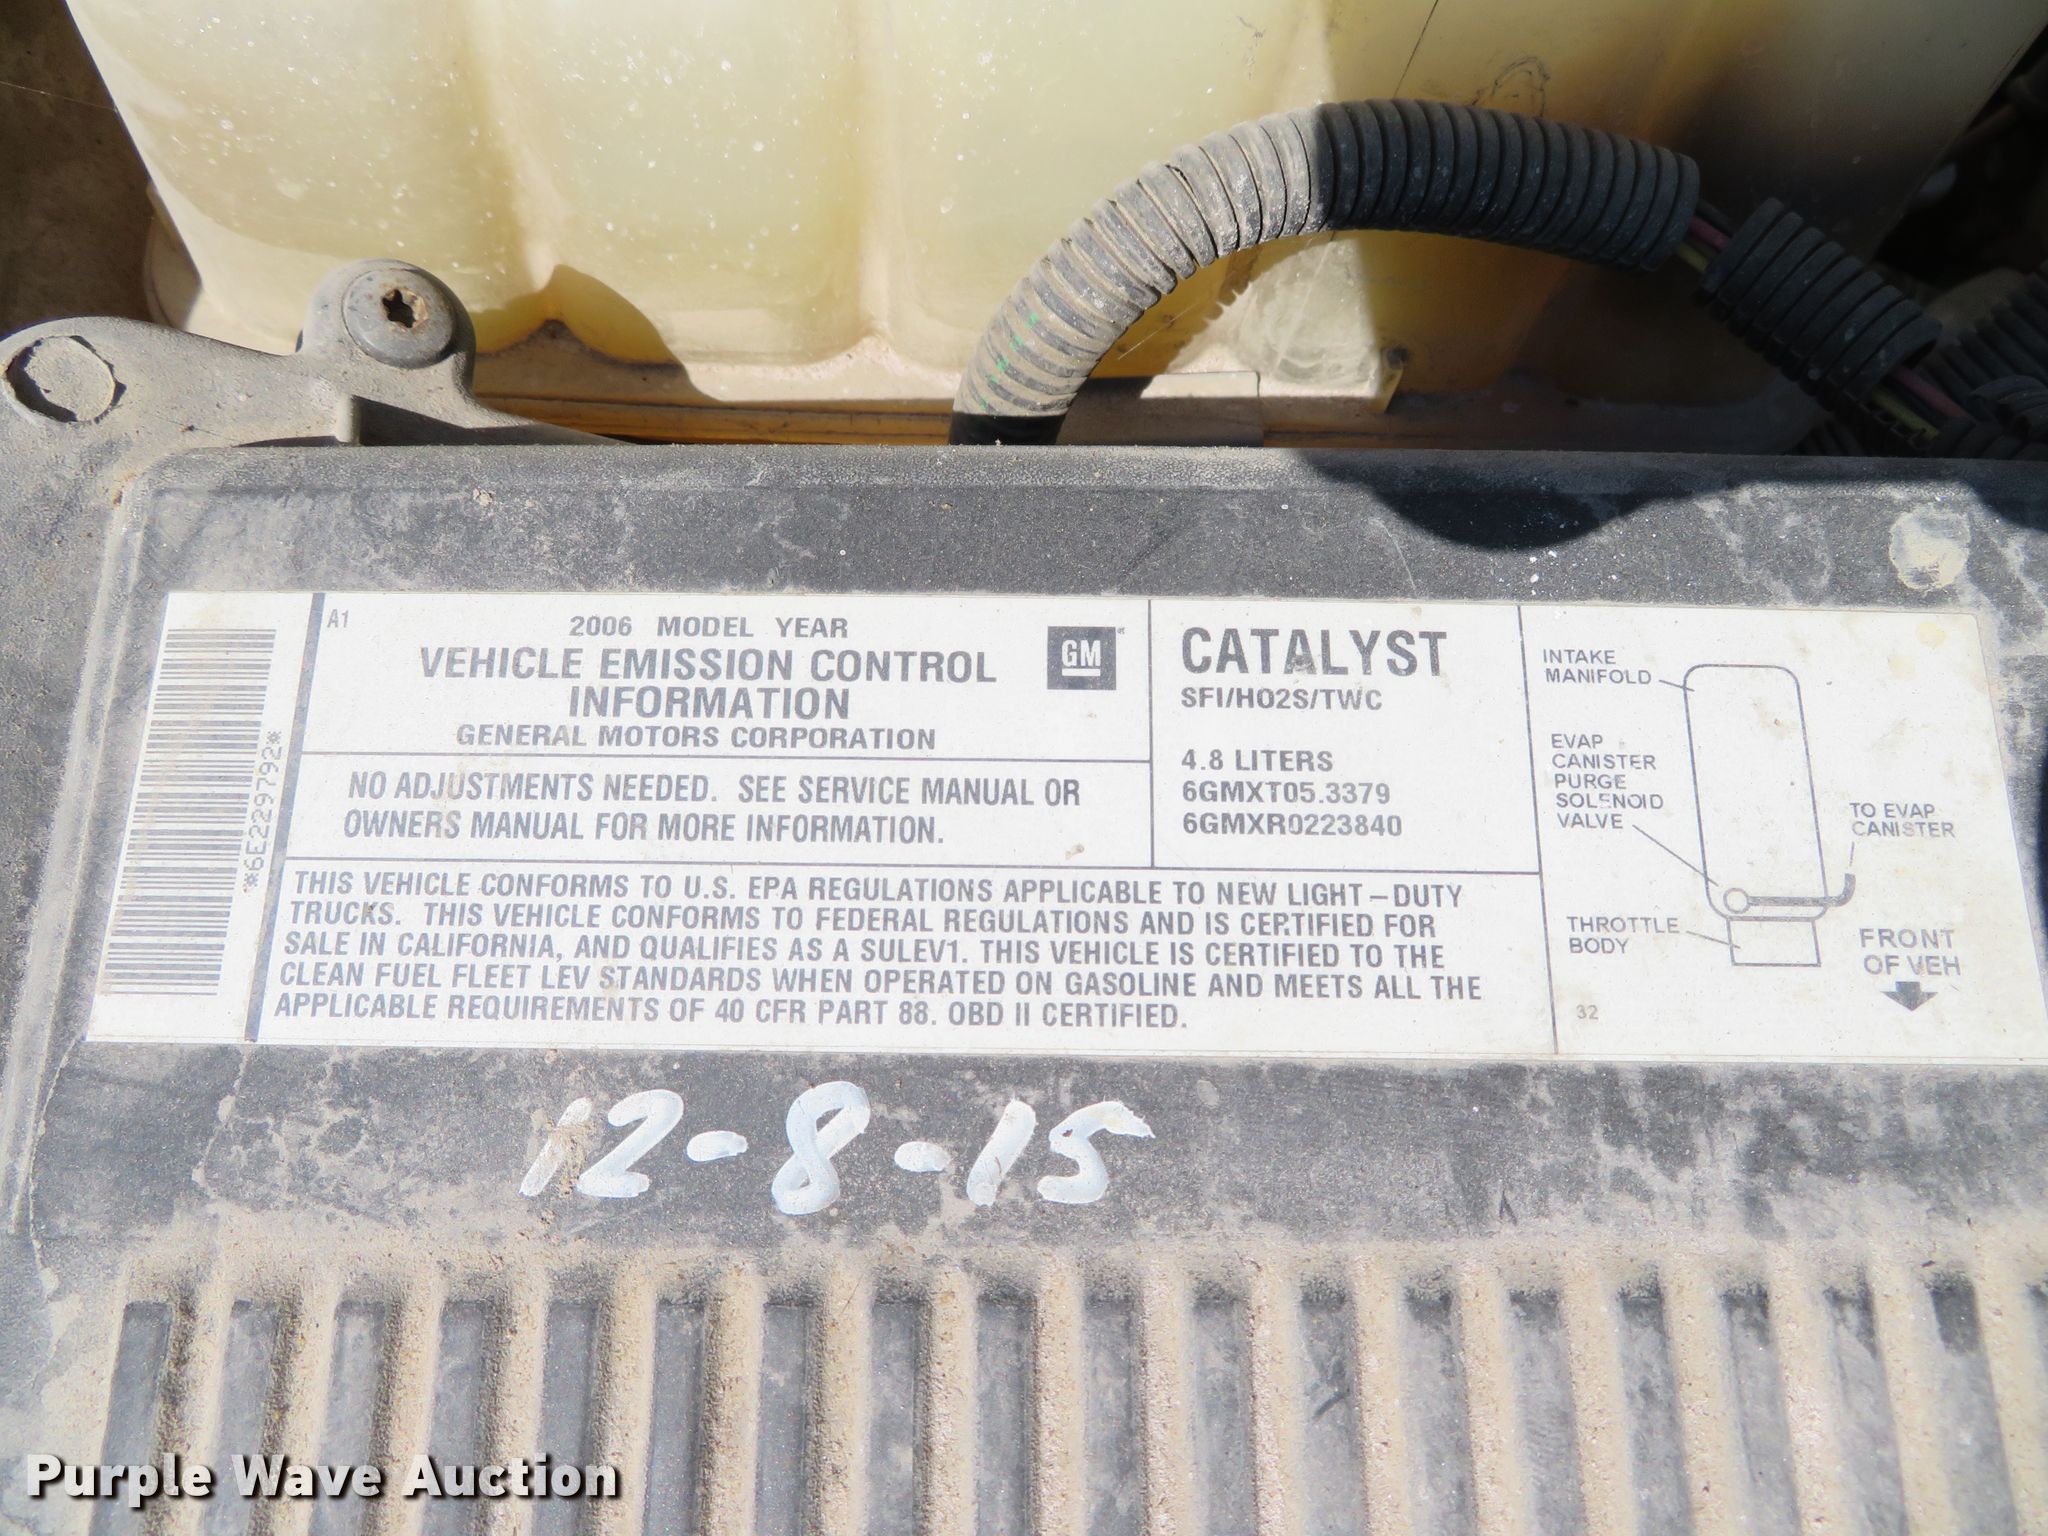 *6E2229792*
A1
2006 MODEL YEAR
VEHICLE EMISSION CONTROL
INFORMATION
GENERAL MOTORS CORPORATION
GM
NO ADJUSTMENTS NEEDED. SEE SERVICE MANUAL OR
OWNERS MANUAL FOR MORE INFORMATION.
CATALYST
SFI/HO2S/TWC
4.8 LITERS
6GMXT05.3379
6GMXR0223840
THIS VEHICLE CONFORMS TO U.S. EPA REGULATIONS APPLICABLE TO NEW LIGHT-DUTY
TRUCKS. THIS VEHICLE CONFORMS TO FEDERAL REGULATIONS AND IS CERTIFIED FOR
SALE IN CALIFORNIA, AND QUALIFIES AS A SULEV1. THIS VEHICLE IS CERTIFIED TO THE
CLEAN FUEL FLEET LEV STANDARDS WHEN OPERATED ON GASOLINE AND MEETS ALL THE
APPLICABLE REQUIREMENTS OF 40 CFR PART 88. OBD II CERTIFIED.
INTAKE
MANIFOLD
EVAP
CANISTER
PURGE
SOLENOID
VALVE
TO EVAP
CANISTER
THROTTLE
BODY
FRONT
OF VEH
32
12-8-15
Purple Wave Auction